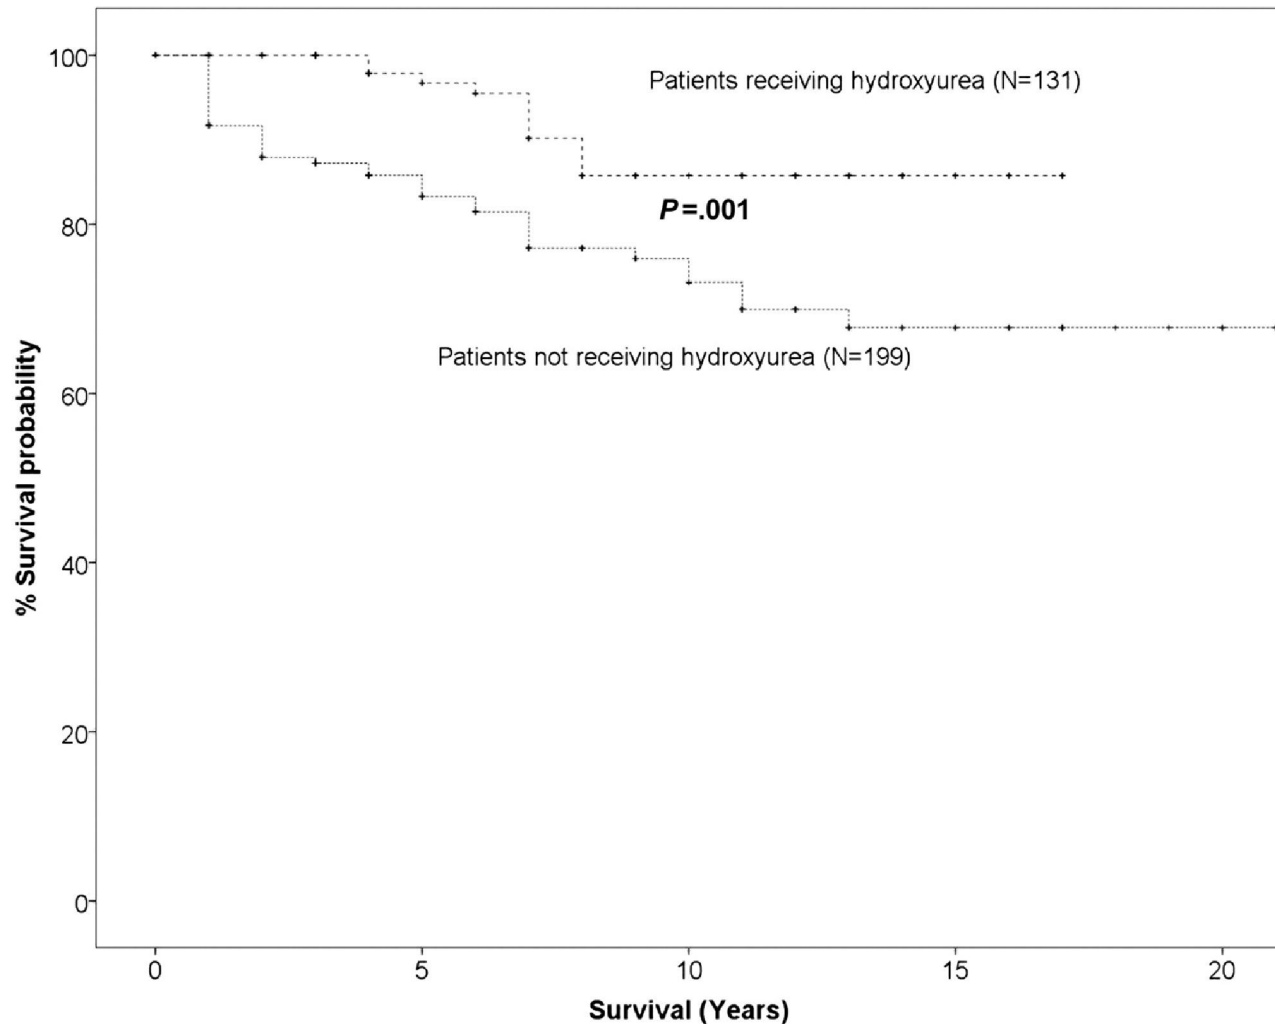 100
Patients receiving hydroxyurea (N=131)
P=.001
80
Patients not receiving hydroxyurea (N=199)
60
% Survival probability
40
20
0
0 5 10 15 20
Survival (Years)